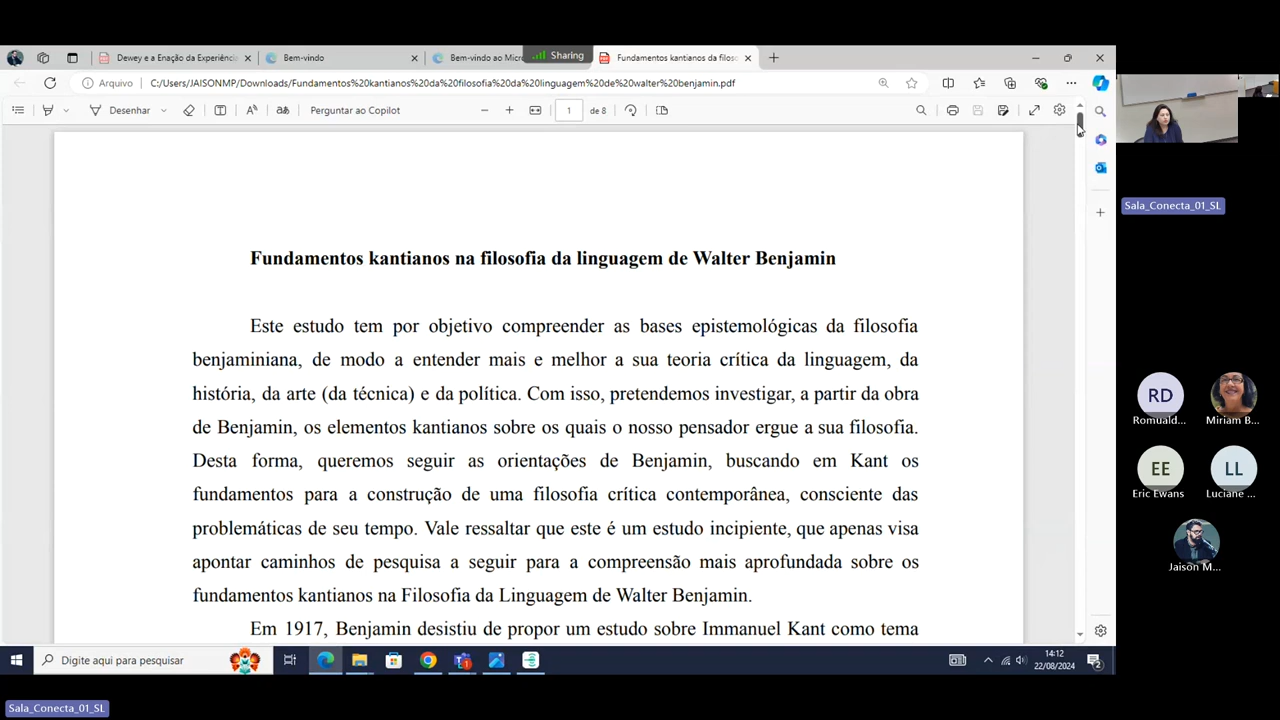 Dewey e a Enação da Experiênc
Bem-vindo
Bem-vindo ao Micr
Sharing
Fundamentos kantianos da filos
Arquivo
C:/Users/JAISONMP/Downloads/Fundamentos%20kantianos%20da%20filosofia%20da%20linguagem%20de%20walter%20benjamin.pdf
Desenhar
Perguntar ao Copilot
1
de 8
Fundamentos kantianos na filosofia da linguagem de Walter Benjamin
Este estudo tem por objetivo compreender as bases epistemológicas da filosofia
benjaminiana, de modo a entender mais e melhor a sua teoria crítica da linguagem, da
história, da arte (da técnica) e da política. Com isso, pretendemos investigar, a partir da obra
de Benjamin, os elementos kantianos sobre os quais o nosso pensador ergue a sua filosofia.
Desta forma, queremos seguir as orientações de Benjamin, buscando em Kant os
fundamentos para a construção de uma filosofia crítica contemporânea, consciente das
problemáticas de seu tempo. Vale ressaltar que este é um estudo incipiente, que apenas visa
apontar caminhos de pesquisa a seguir para a compreensão mais aprofundada sobre os
fundamentos kantianos na Filosofia da Linguagem de Walter Benjamin.
Em 1917, Benjamin desistiu de propor um estudo sobre Immanuel Kant como tema
Digite aqui para pesquisar
14:12
22/08/2024
2
Sala_Conecta_01_SL
RD
Romuald...
Miriam B...
EE
Eric Ewans
LL
Luciane ...
Jaison M...
Sala_Conecta_01_SL